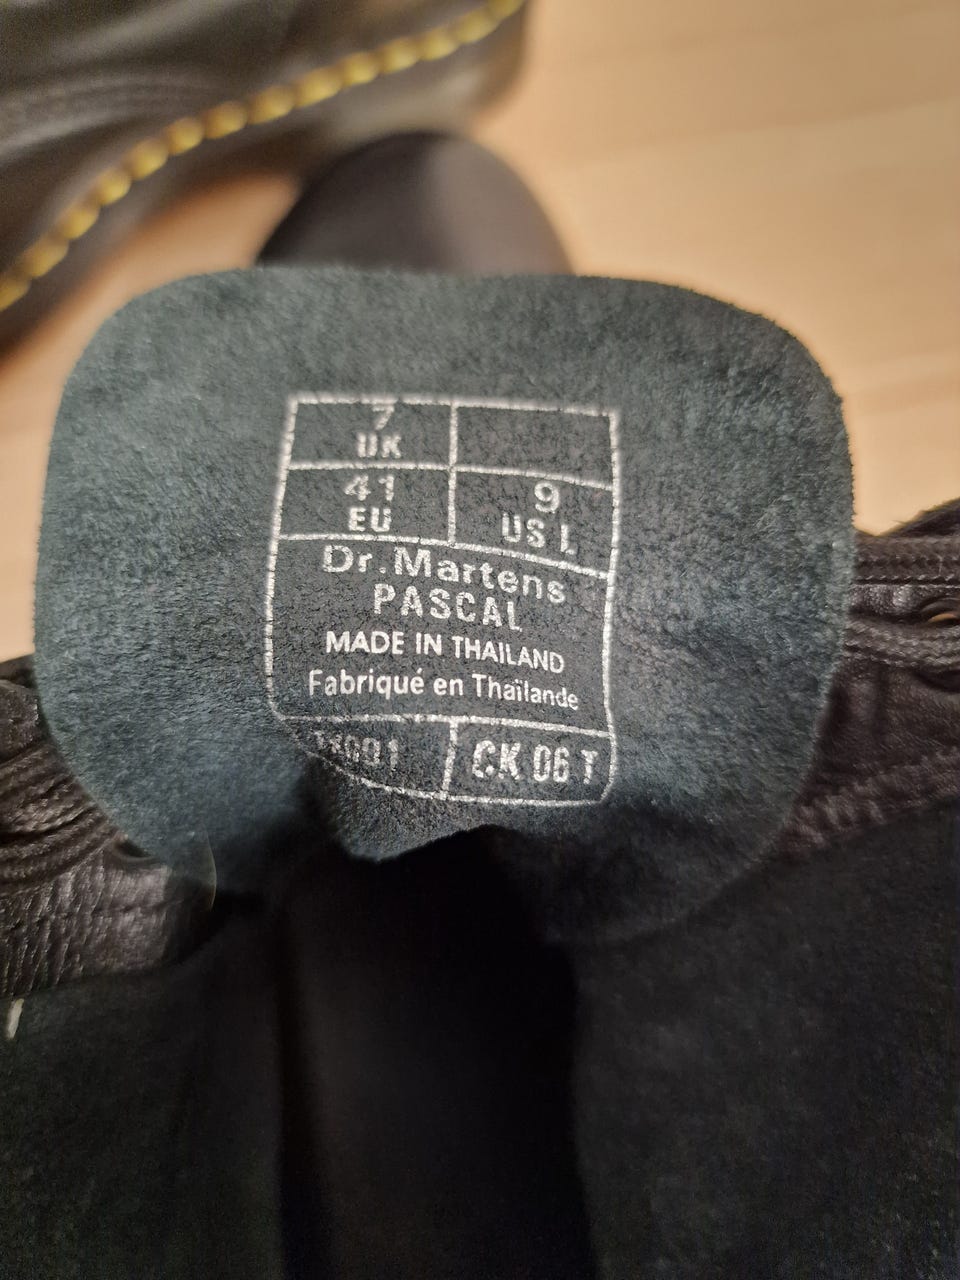 7
UK
41
EU
9
US L
Dr.Martens
PASCAL
MADE IN THAILAND
Fabriqué en Thaïlande
CK 06 T